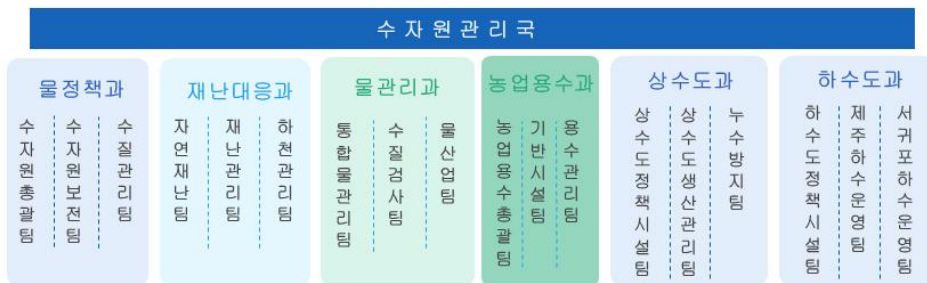 수자원관리국
물정책과
수자원총괄팀
수자원보전팀
수질관리팀
재난대응과
자연재난팀
재난관리팀
하천관리팀
물관리과
통합물관리팀
수질검사팀
물산업팀
농업용수과
농업용수총괄팀
기반시설팀
용수관리팀
상수도과
상수도정책시설팀
상수도생산관리팀
누수방지팀
하수도과
하수도정책시설팀
제주하수운영팀
서귀포하수운영팀